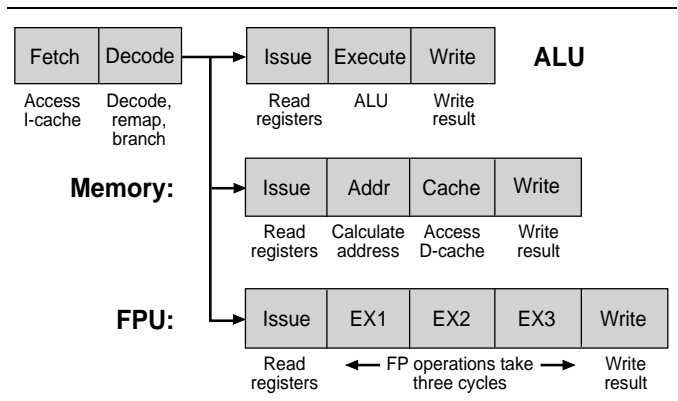 Fetch Decode Issue Execute Write ALU
Access I-cache
Decode, remap, branch
Read registers
ALU
Write result
Memory: Issue Addr Cache Write
Read registers
Calculate address
Access D-cache
Write result
FPU: Issue EX1 EX2 EX3 Write
Read registers
FP operations take three cycles
Write result